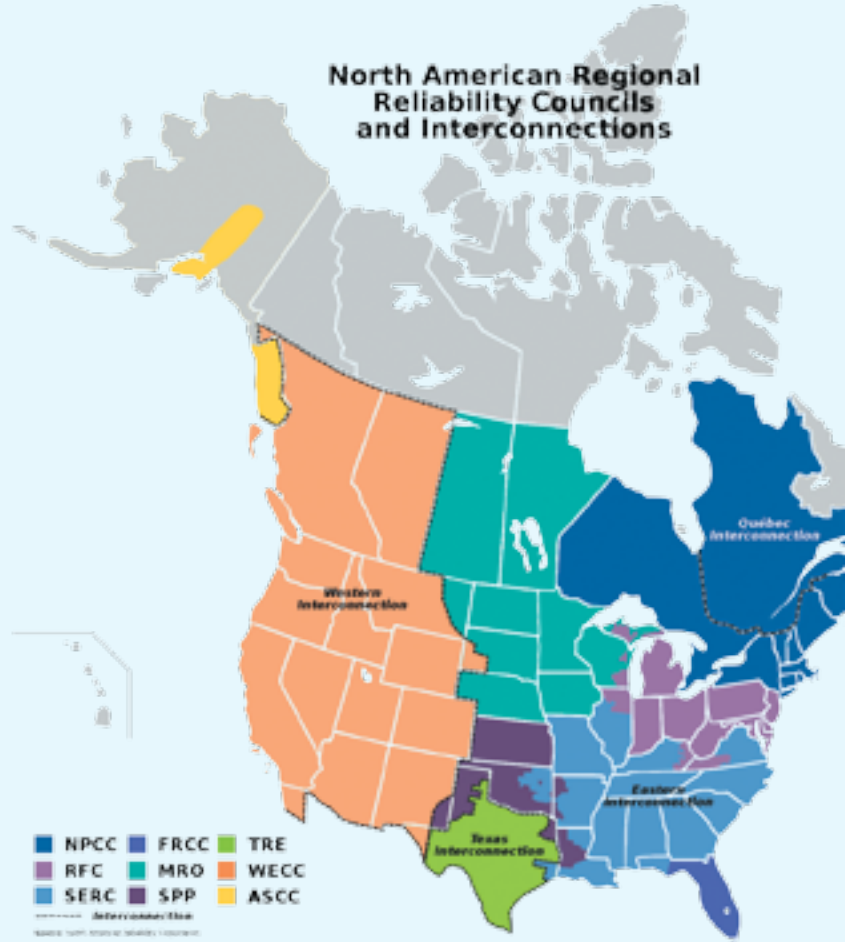 North American Regional
Reliability Councils
and Interconnections
Québec
Interconnection
Western
Interconnection
Eastern
Interconnection
Texas
Interconnection
NPCC FRCC TRE
RFC MRO WECC
SERC SPP ASCC
Interconnection